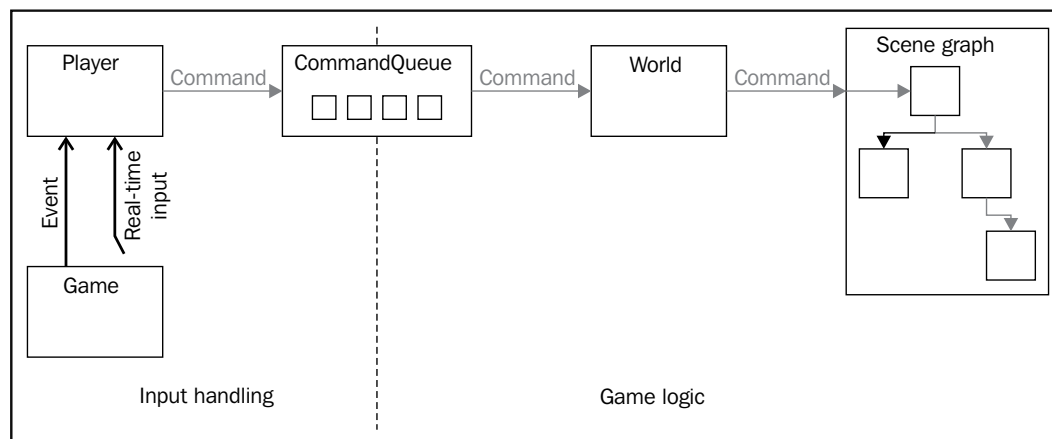 Player
Command
CommandQueue
Command
World
Command
Scene graph
Event
Real-time
input
Game
Input handling
Game logic